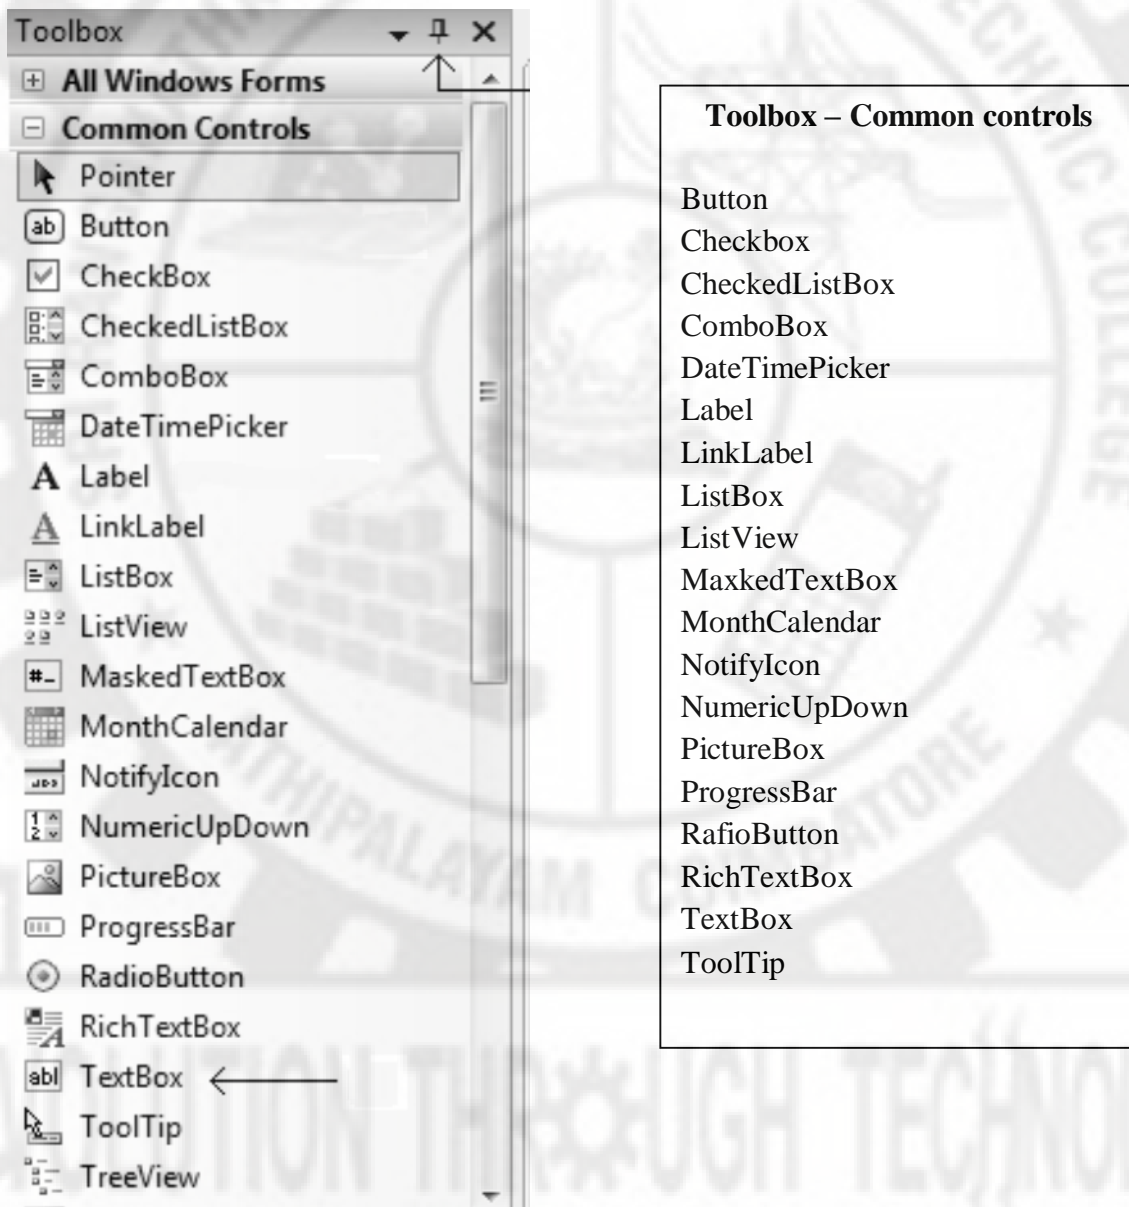 Toolbox
All Windows Forms
Common Controls
Pointer
Button
CheckBox
CheckedListBox
ComboBox
DateTimePicker
Label
LinkLabel
ListBox
ListView
MaskedTextBox
MonthCalendar
NotifyIcon
NumericUpDown
PictureBox
ProgressBar
RadioButton
RichTextBox
TextBox
ToolTip
TreeView
Toolbox – Common controls
Button
Checkbox
CheckedListBox
ComboBox
DateTimePicker
Label
LinkLabel
ListBox
ListView
MaxkedTextBox
MonthCalendar
NotifyIcon
NumericUpDown
PictureBox
ProgressBar
RafioButton
RichTextBox
TextBox
ToolTip